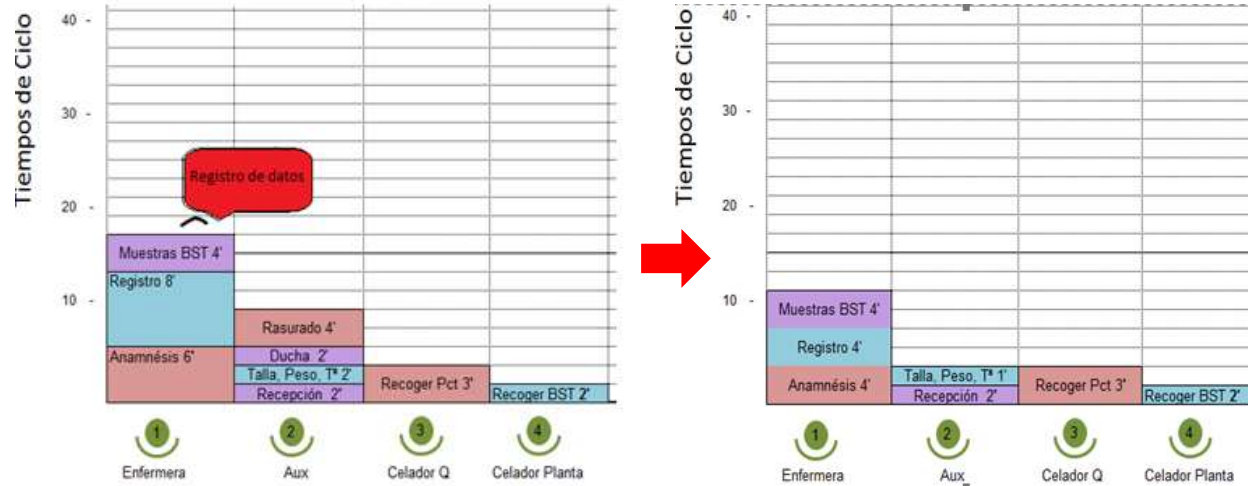 Tiempos de Ciclo
40 -
30 -
20 -
10 -
Registro de datos
Muestras BST 4'
Registro 8'
Anamnésis 6'
Rasurado 4'
Ducha 2'
Talla, Peso, Tª 2'
Recepción 2'
Recoger Pct 3'
Recoger BST 2'
1
2
3
4
Enfermera
Aux
Celador Q
Celador Planta
Tiempos de Ciclo
40 -
30 -
20 -
10 -
Muestras BST 4'
Registro 4'
Anamnésis 4'
Talla, Peso, Tª 1'
Recepción 2'
Recoger Pct 3'
Recoger BST 2'
1
2
3
4
Enfermera
Aux
Celador Q
Celador Planta